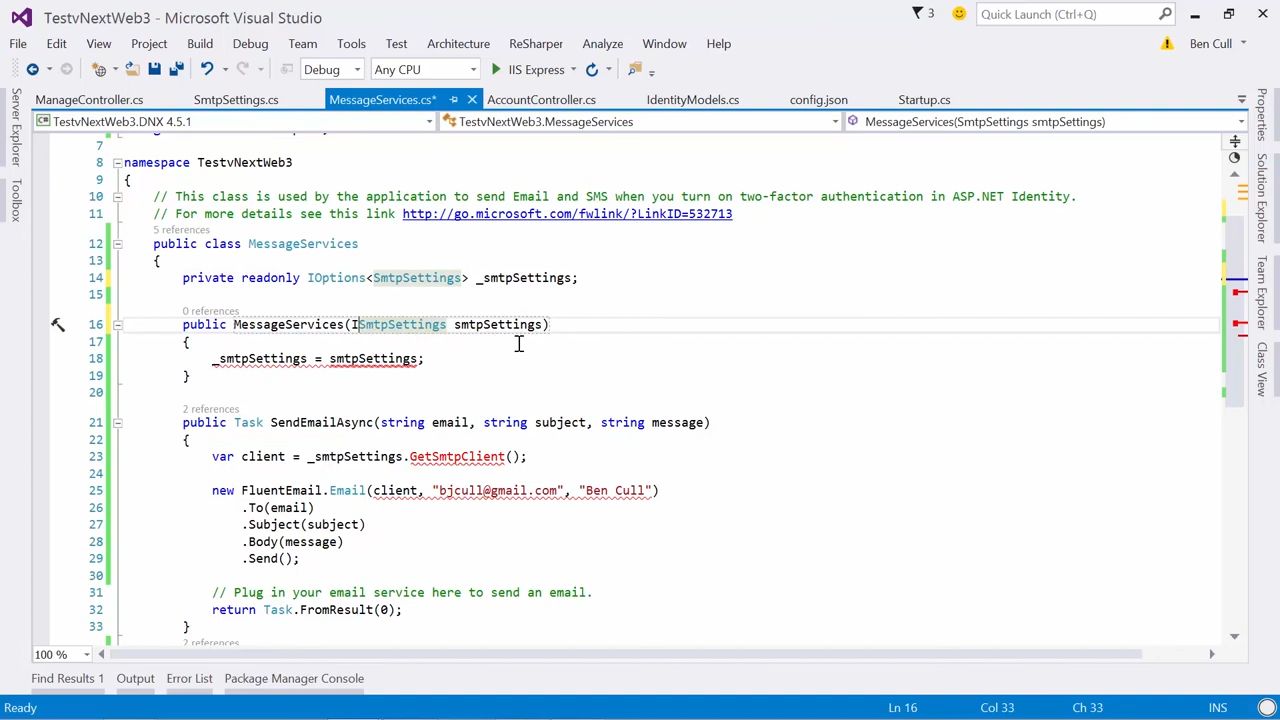 TestvNextWeb3 - Microsoft Visual Studio
3
Quick Launch (Ctrl+Q)
File Edit View Project Build Debug Team Tools Test Architecture ReSharper Analyze Window Help
Ben Cull
Debug Any CPU IIS Express
ManageController.cs SmtpSettings.cs MessageServices.cs* AccountController.cs IdentityModels.cs config.json Startup.cs
TestvNextWeb3.DNX 4.5.1 TestvNextWeb3.MessageServices MessageServices(SmtpSettings smtpSettings)
Server Explorer
Toolbox
Properties
Solution Explorer
Team Explorer
Class View
7
8 namespace TestvNextWeb3
9 {
10 // This class is used by the application to send Email and SMS when you turn on two-factor authentication in ASP.NET Identity.
11 // For more details see this link http://go.microsoft.com/fwlink/?LinkID=532713
5 references
12 public class MessageServices
13 {
14 private readonly IOptions<SmtpSettings> _smtpSettings;
15
0 references
16 public MessageServices(ISmtpSettings smtpSettings)
17 {
18 _smtpSettings = smtpSettings;
19 }
20
2 references
21 public Task SendEmailAsync(string email, string subject, string message)
22 {
23 var client = _smtpSettings.GetSmtpClient();
24
25 new FluentEmail.Email(client, "bjcull@gmail.com", "Ben Cull")
26 .To(email)
27 .Subject(subject)
28 .Body(message)
29 .Send();
30
31 // Plug in your email service here to send an email.
32 return Task.FromResult(0);
33 }
2 references
100 %
Find Results 1 Output Error List Package Manager Console
Ready Ln 16 Col 33 Ch 33 INS